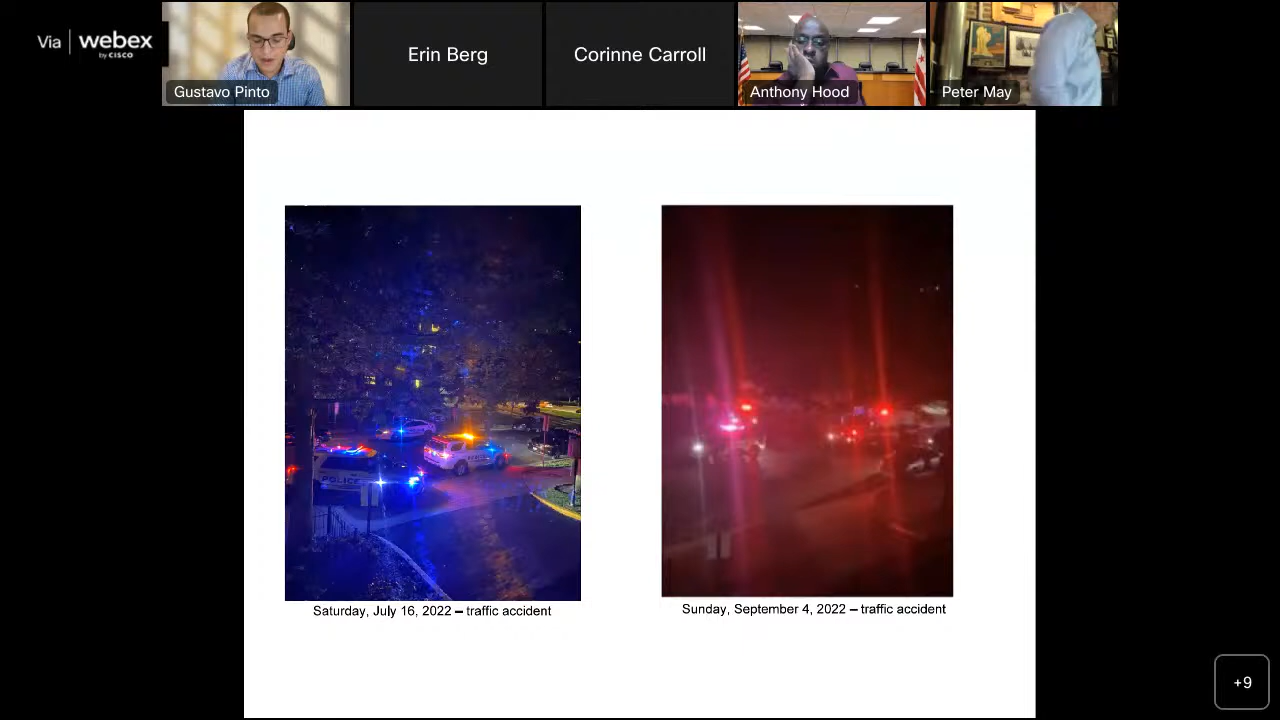 Via | webex
by CISCO
Gustavo Pinto
Erin Berg
Corinne Carroll
Anthony Hood
Peter May
POLICE
Saturday, July 16, 2022 – traffic accident
Sunday, September 4, 2022 – traffic accident
+9